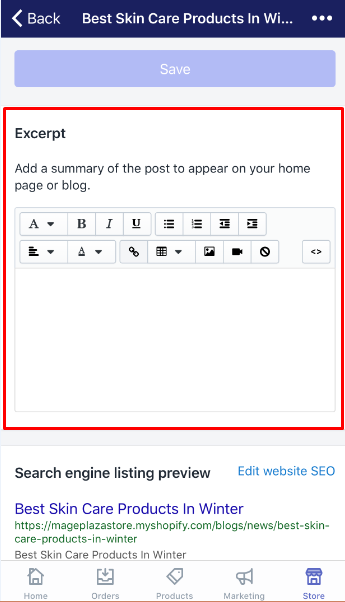 Back Best Skin Care Products In Wi...
Save
Excerpt
Add a summary of the post to appear on your home
page or blog.
A B I U
A <>
Search engine listing preview Edit website SEO
Best Skin Care Products In Winter
https://mageplazastore.myshopify.com/blogs/news/best-skin-
care-products-in-winter
Best Skin Care Products In Winter
Home Orders Products Marketing Store